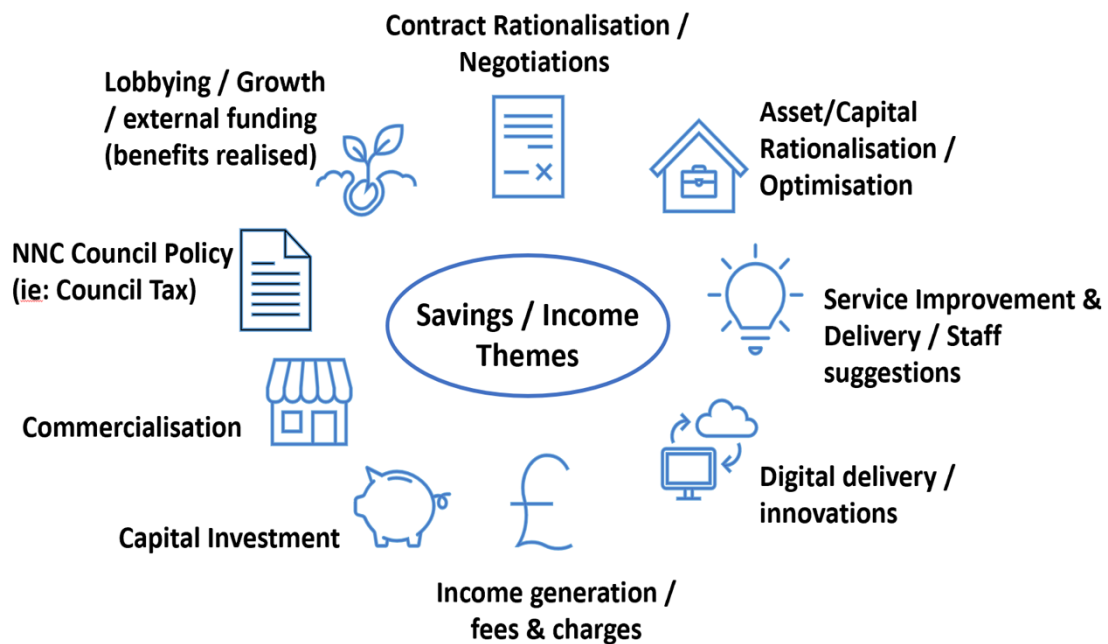 Contract Rationalisation /
Negotiations
Lobbying / Growth
/ external funding
(benefits realised)
Asset/Capital
Rationalisation /
Optimisation
NNC Council Policy
(ie: Council Tax)
Savings / Income
Themes
Service Improvement &
Delivery / Staff
suggestions
Commercialisation
Digital delivery /
innovations
Capital Investment
£
Income generation /
fees & charges